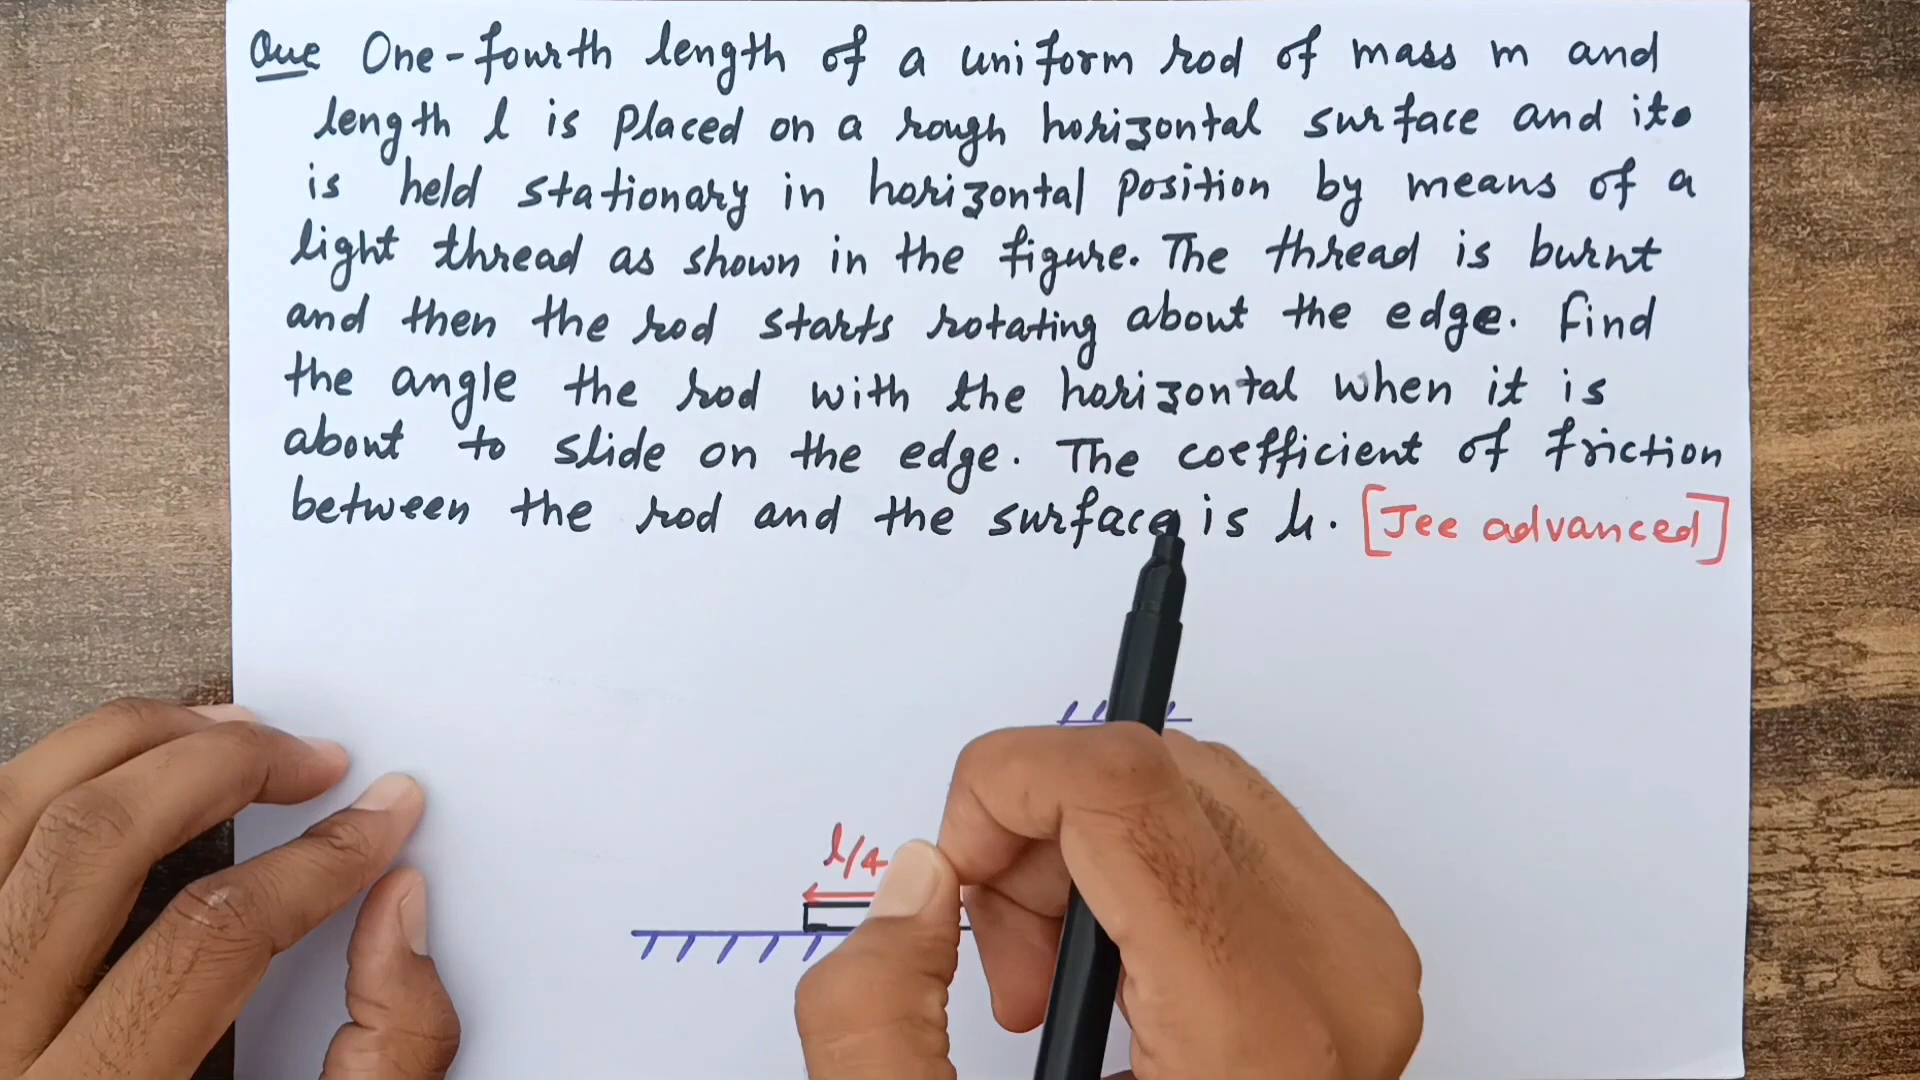 Que One-fourth length of a uniform rod of mass m and
length l is placed on a rough horizontal surface and it
is held stationary in horizontal position by means of a
light thread as shown in the figure. The thread is burnt
and then the rod starts rotating about the edge. find
the angle the rod with the horizontal when it is
about to slide on the edge. The coefficient of friction
between the rod and the surface is μ. [Jee advanced]
l/4